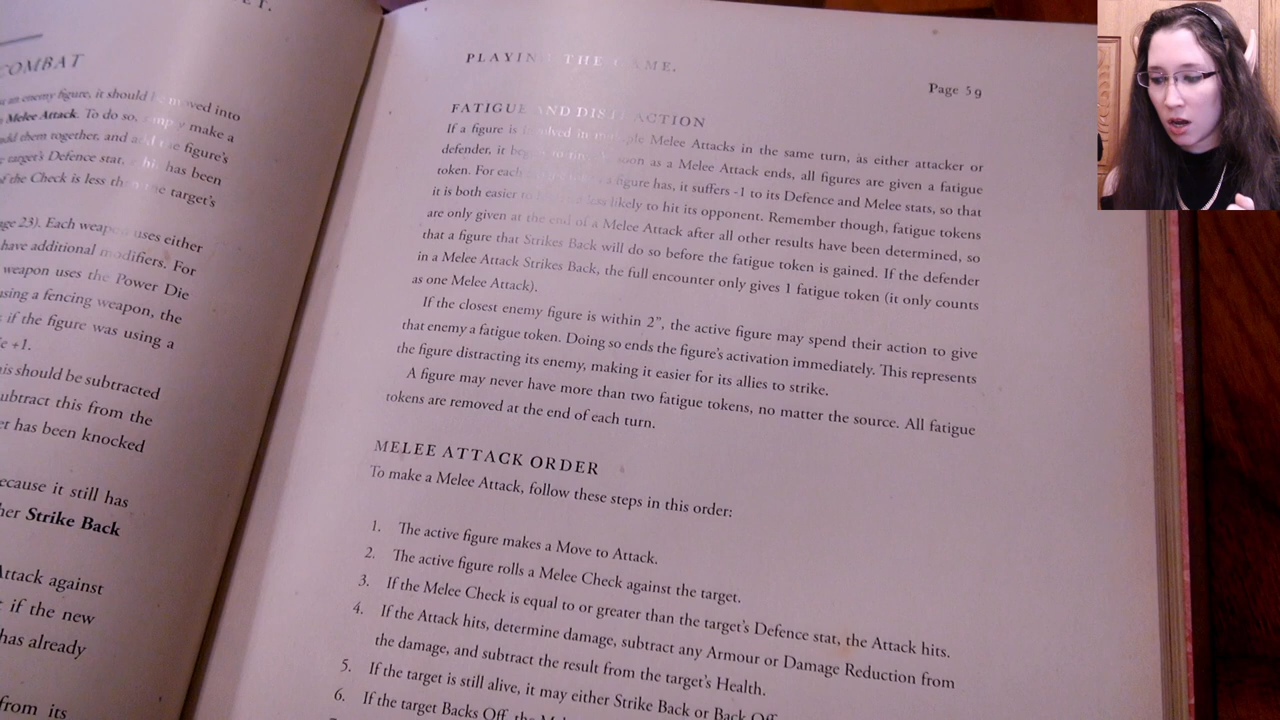 ET.
COMBAT
an enemy figure, it should be moved into
Melee Attack. To do so, simply make a
add them together, and add the figure's
target's Defence stat, this has been
of the Check is less than the target's
age 23). Each weapon uses either
have additional modifiers. For
weapon uses the Power Die
using a fencing weapon, the
if the figure was using a
+1.
his should be subtracted
ubtract this from the
et has been knocked
ecause it still has
her Strike Back
Attack against
if the new
has already
from its
PLAYING THE GAME.
Page 59
FATIGUE AND DISTRACTION
If a figure is involved in multiple Melee Attacks in the same turn, as either attacker or
defender, it begins to tire. As soon as a Melee Attack ends, all figures are given a fatigue
token. For each a figure has, it suffers -1 to its Defence and Melee stats, so that
it is both easier to less likely to hit its opponent. Remember though, fatigue tokens
are only given at the end of a Melee Attack after all other results have been determined, so
that a figure that Strikes Back will do so before the fatigue token is gained. If the defender
in a Melee Attack Strikes Back, the full encounter only gives 1 fatigue token (it only counts
as one Melee Attack).
If the closest enemy figure is within 2”, the active figure may spend their action to give
that enemy a fatigue token. Doing so ends the figure's activation immediately. This represents
the figure distracting its enemy, making it easier for its allies to strike.
A figure may never have more than two fatigue tokens, no matter the source. All fatigue
tokens are removed at the end of each turn.
MELEE ATTACK ORDER
To make a Melee Attack, follow these steps in this order:
1. The active figure makes a Move to Attack.
2. The active figure rolls a Melee Check against the target.
3. If the Melee Check is equal to or greater than the target's Defence stat, the Attack hits.
4. If the Attack hits, determine damage, subtract any Armour or Damage Reduction from
the damage, and subtract the result from the target's Health.
5. If the target is still alive, it may either Strike Back or Back Off.
6. If the target Backs Off, the